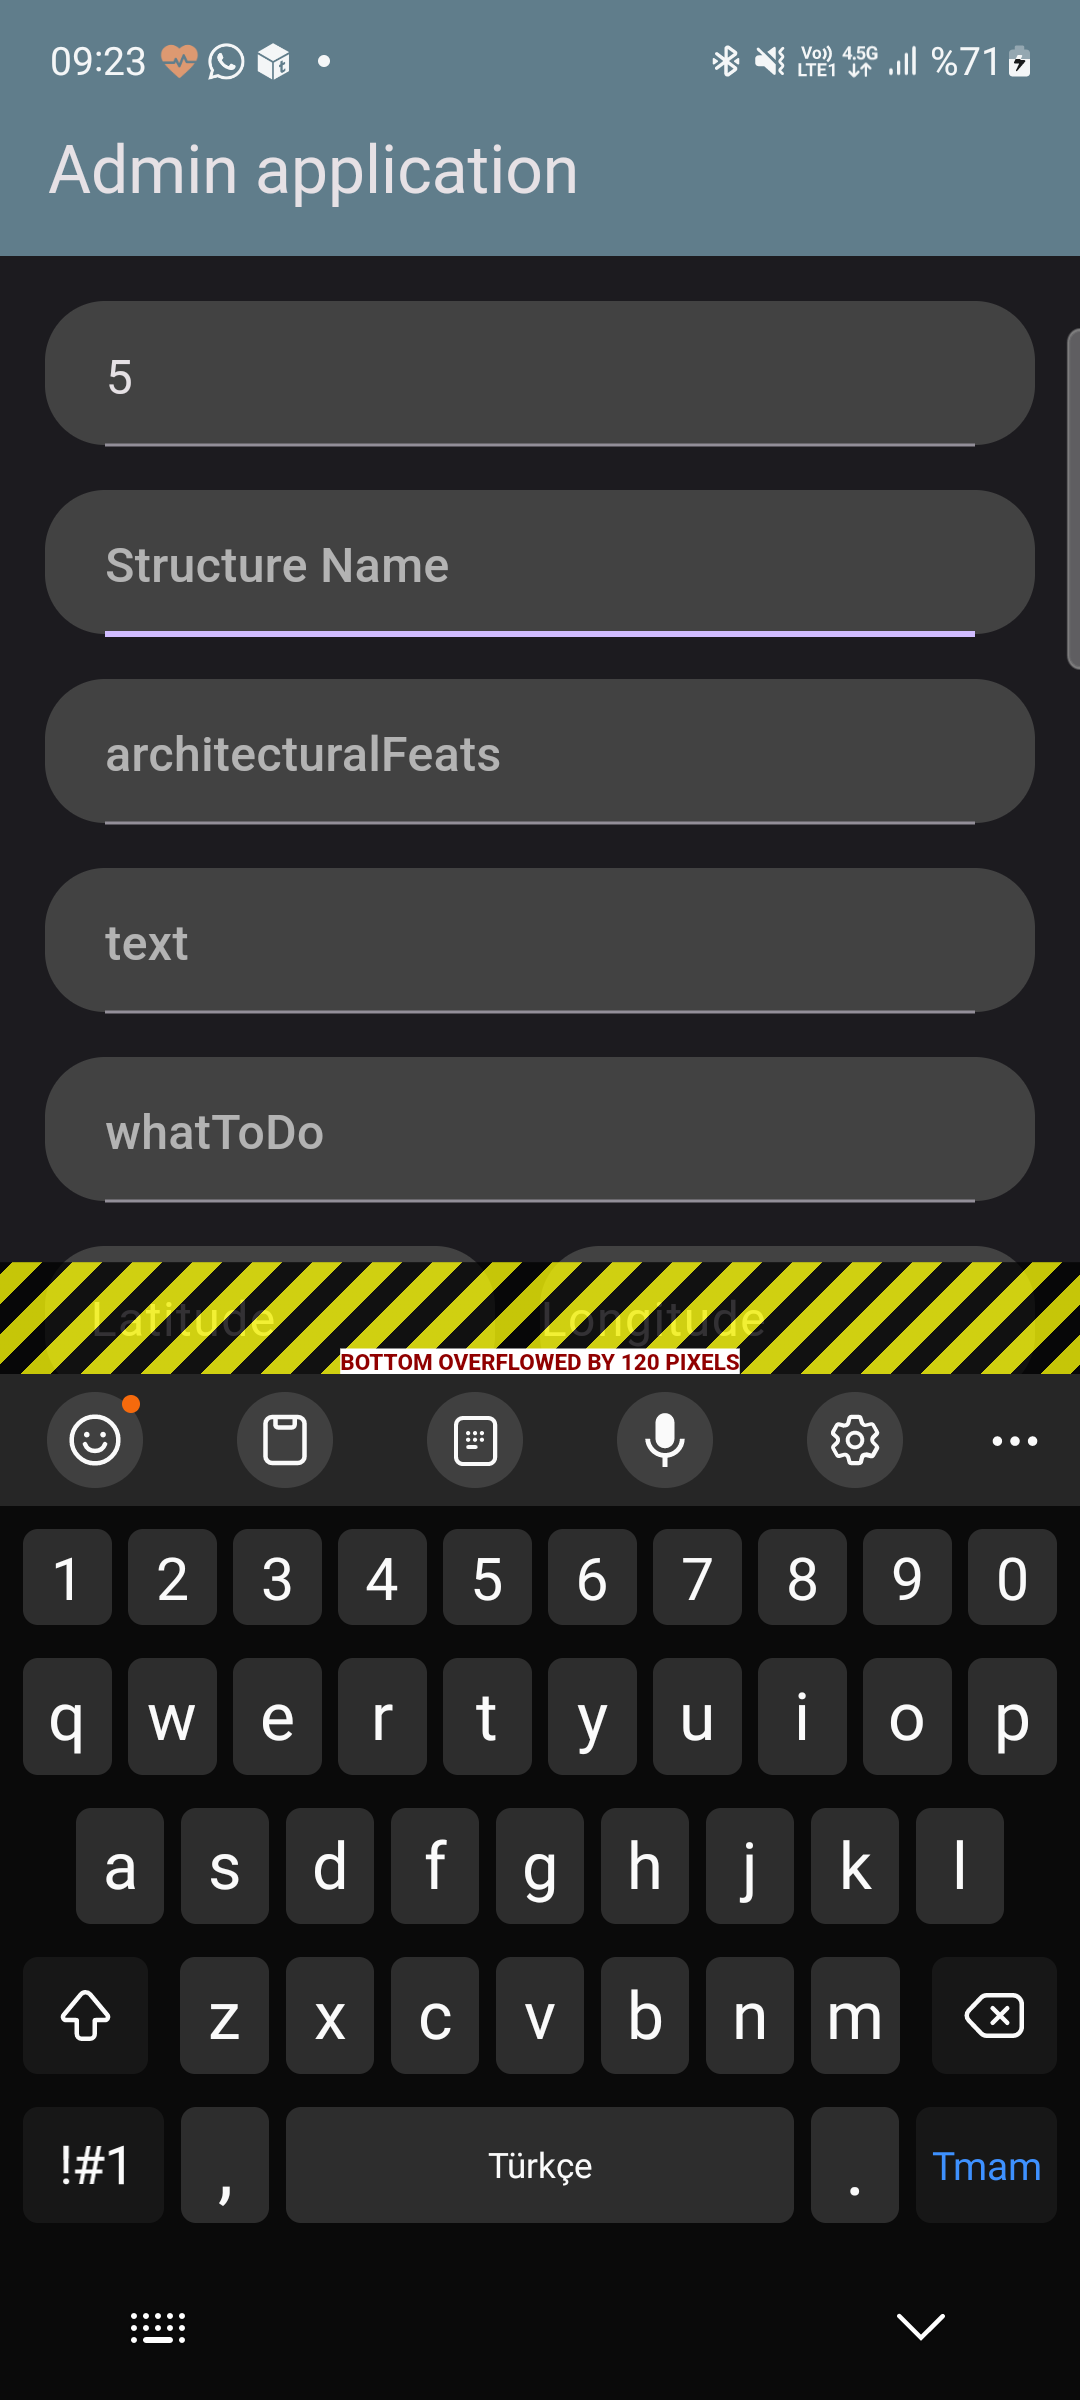 09:23
Vo)) LTE1 4.5G %71
Admin application
5
Structure Name
architecturalFeats
text
whatToDo
Latitude Longitude
BOTTOM OVERFLOWED BY 120 PIXELS
1 2 3 4 5 6 7 8 9 0
q w e r t y u i o p
a s d f g h j k l
z x c v b n m
!#1 , Türkçe . Tmam